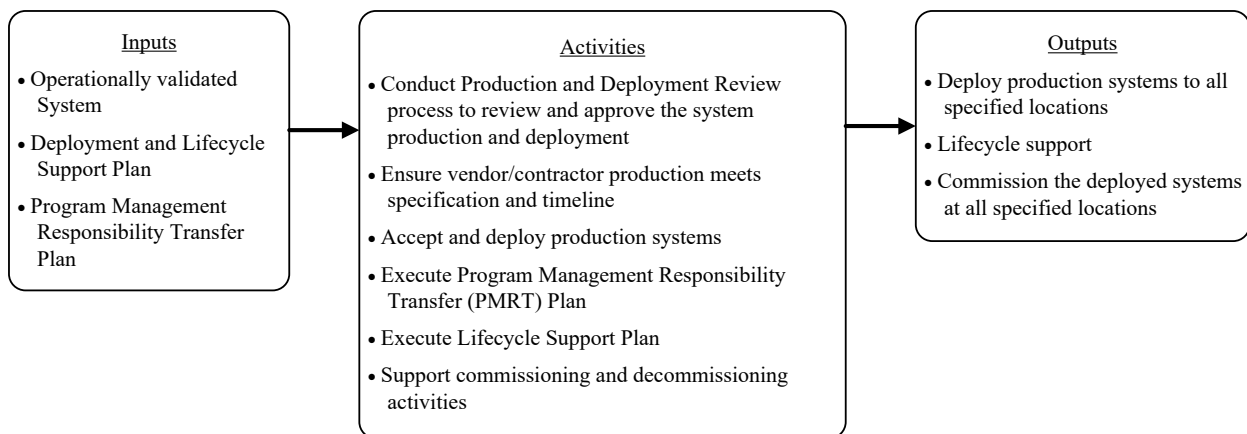 Inputs
• Operationally validated
System
• Deployment and Lifecycle
Support Plan
• Program Management
Responsibility Transfer
Plan
Activities
• Conduct Production and Deployment Review
process to review and approve the system
production and deployment
• Ensure vendor/contractor production meets
specification and timeline
• Accept and deploy production systems
• Execute Program Management Responsibility
Transfer (PMRT) Plan
• Execute Lifecycle Support Plan
• Support commissioning and decommissioning
activities
Outputs
• Deploy production systems to all
specified locations
• Lifecycle support
• Commission the deployed systems
at all specified locations